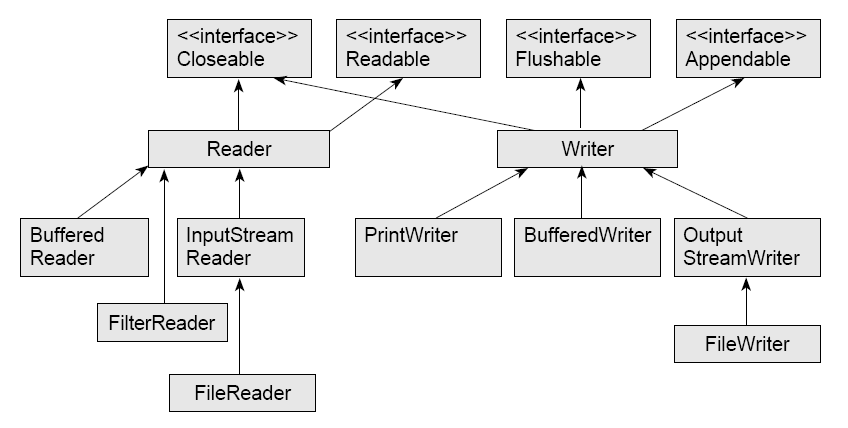 <<interface>>
Closeable
<<interface>>
Readable
<<interface>>
Flushable
<<interface>>
Appendable
Reader
Writer
Buffered
Reader
InputStream
Reader
PrintWriter
BufferedWriter
Output
StreamWriter
FilterReader
FileWriter
FileReader